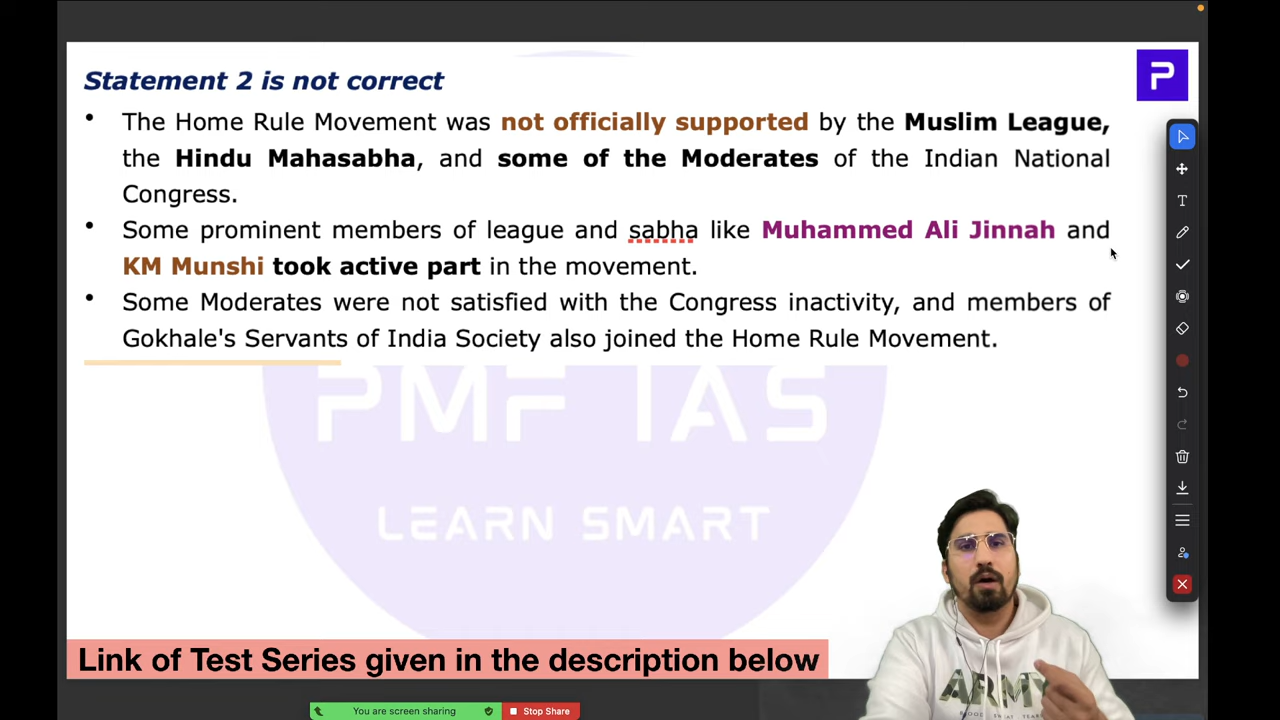 Statement 2 is not correct
• The Home Rule Movement was not officially supported by the Muslim League,
the Hindu Mahasabha, and some of the Moderates of the Indian National
Congress.
• Some prominent members of league and sabha like Muhammed Ali Jinnah and
KM Munshi took active part in the movement.
• Some Moderates were not satisfied with the Congress inactivity, and members of
Gokhale's Servants of India Society also joined the Home Rule Movement.
PMF IAS
LEARN SMART
ARMY
Link of Test Series given in the description below
You are screen sharing
Stop Share